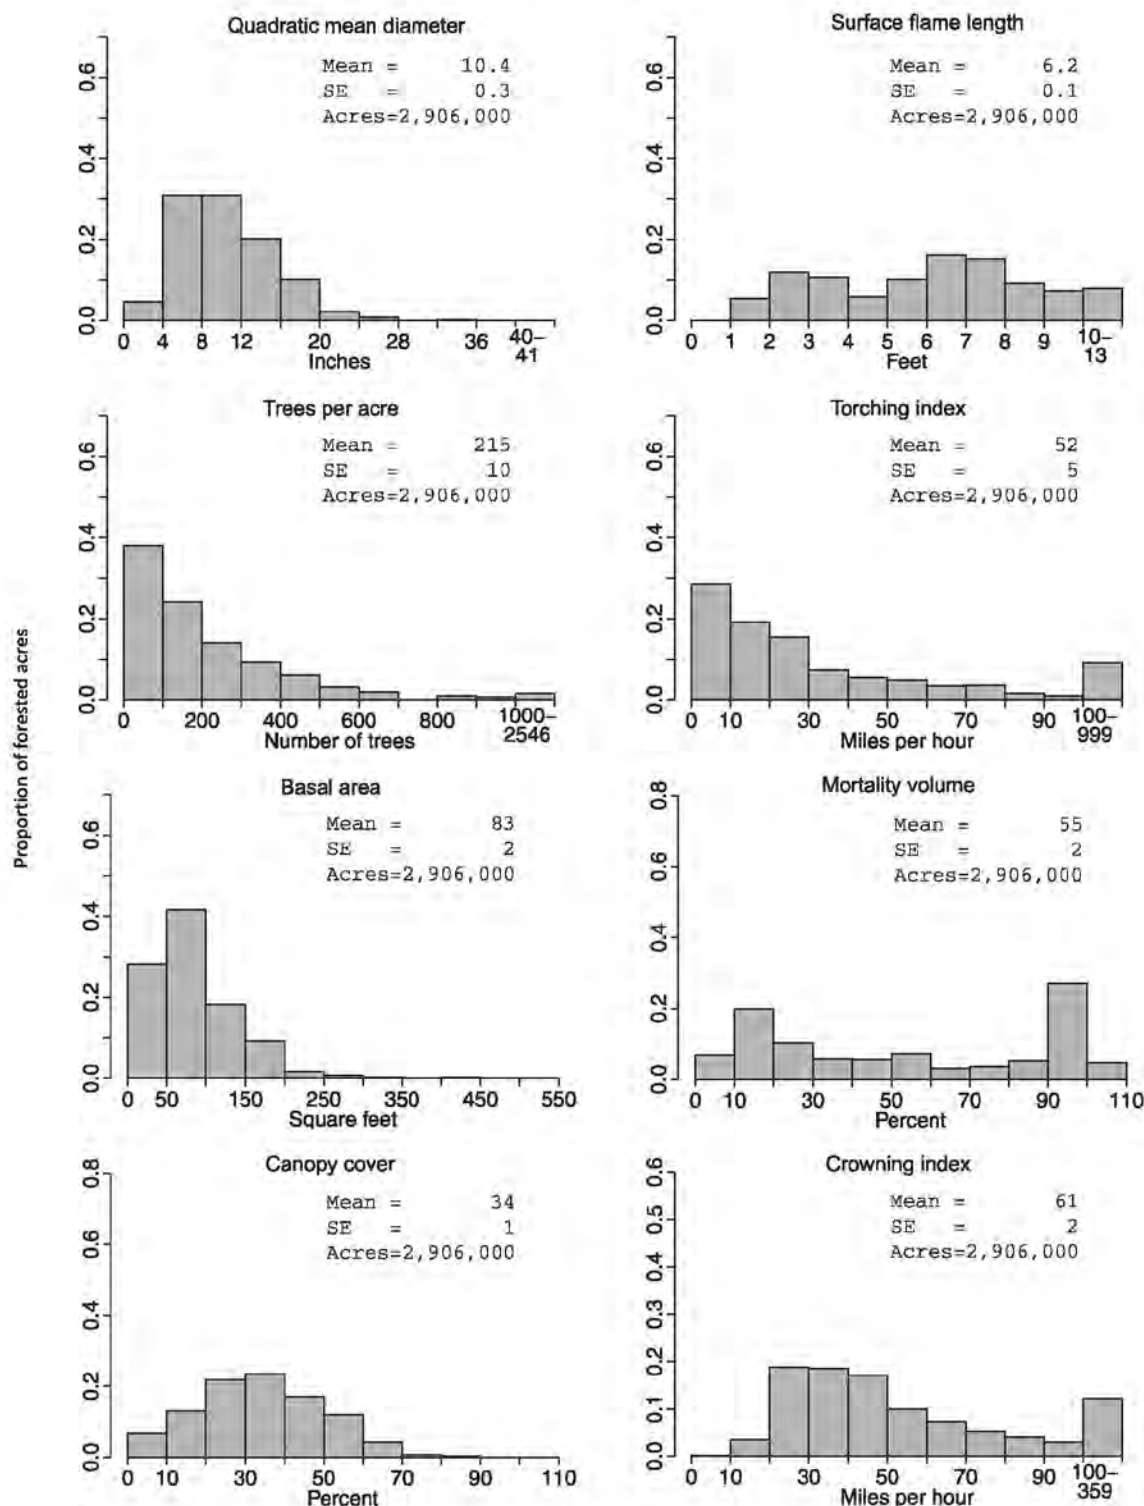 Proportion of forested acres
Quadratic mean diameter
Mean = 10.4
SE = 0.3
Acres=2,906,000
0.0 0.2 0.4 0.6
0 4 8 12 20 28 36 40–41
Inches
Surface flame length
Mean = 6.2
SE = 0.1
Acres=2,906,000
0.0 0.2 0.4 0.6
0 1 2 3 4 5 6 7 8 9 10–13
Feet
Trees per acre
Mean = 215
SE = 10
Acres=2,906,000
0.0 0.2 0.4 0.6
0 200 400 600 800 1000–2546
Number of trees
Torching index
Mean = 52
SE = 5
Acres=2,906,000
0.0 0.2 0.4 0.6
0 10 30 50 70 90 100–999
Miles per hour
Basal area
Mean = 83
SE = 2
Acres=2,906,000
0.0 0.2 0.4 0.6
0 50 150 250 350 450 550
Square feet
Mortality volume
Mean = 55
SE = 2
Acres=2,906,000
0.0 0.2 0.4 0.6 0.8
0 10 30 50 70 90 110
Percent
Canopy cover
Mean = 34
SE = 1
Acres=2,906,000
0.0 0.2 0.4 0.6 0.8
0 10 30 50 70 90 110
Percent
Crowning index
Mean = 61
SE = 2
Acres=2,906,000
0.0 0.1 0.2 0.3 0.4 0.5 0.6
0 10 30 50 70 90 100–359
Miles per hour